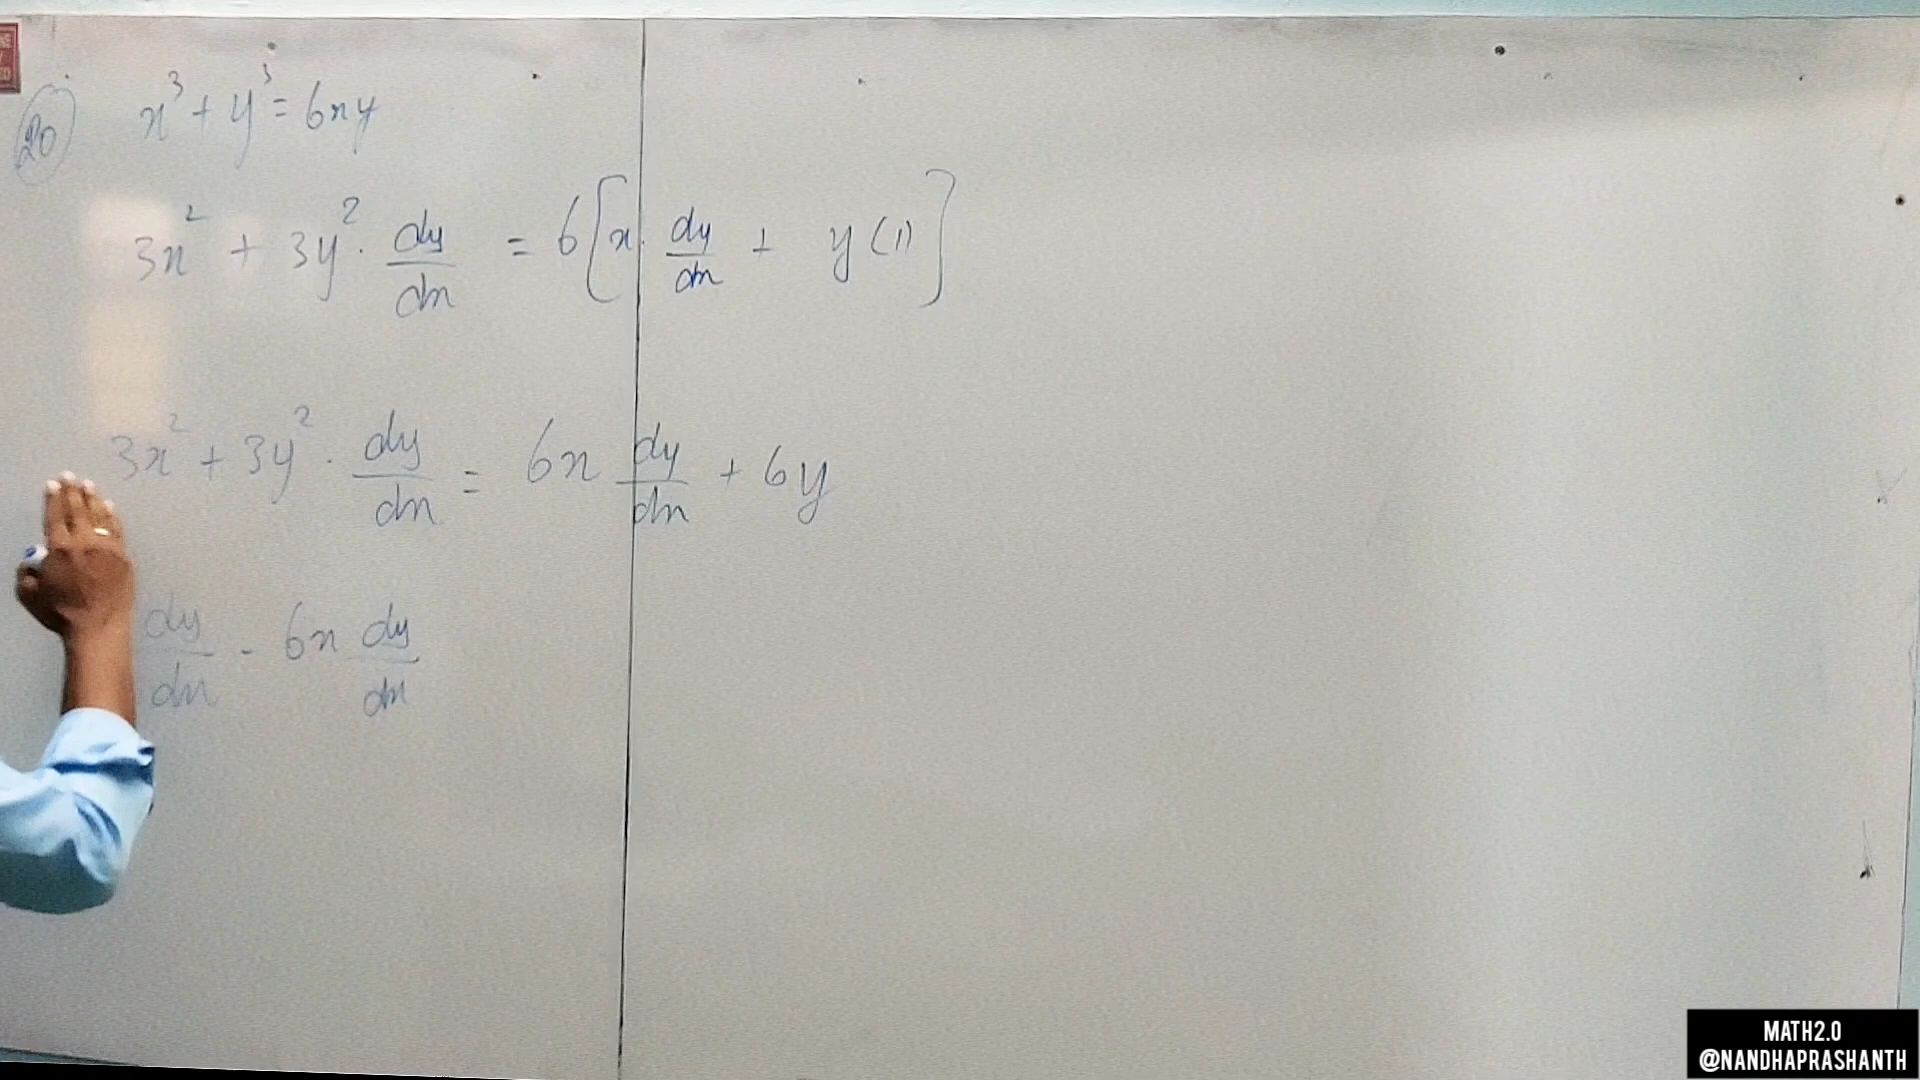 20 x³ + y³ = 6xy
3x² + 3y² · dy/dx = 6[x · dy/dx + y(1)]
3x² + 3y² · dy/dx = 6x dy/dx + 6y
dy/dx - 6x dy/dx
MATH2.0
@NANDHAPRASHANTH